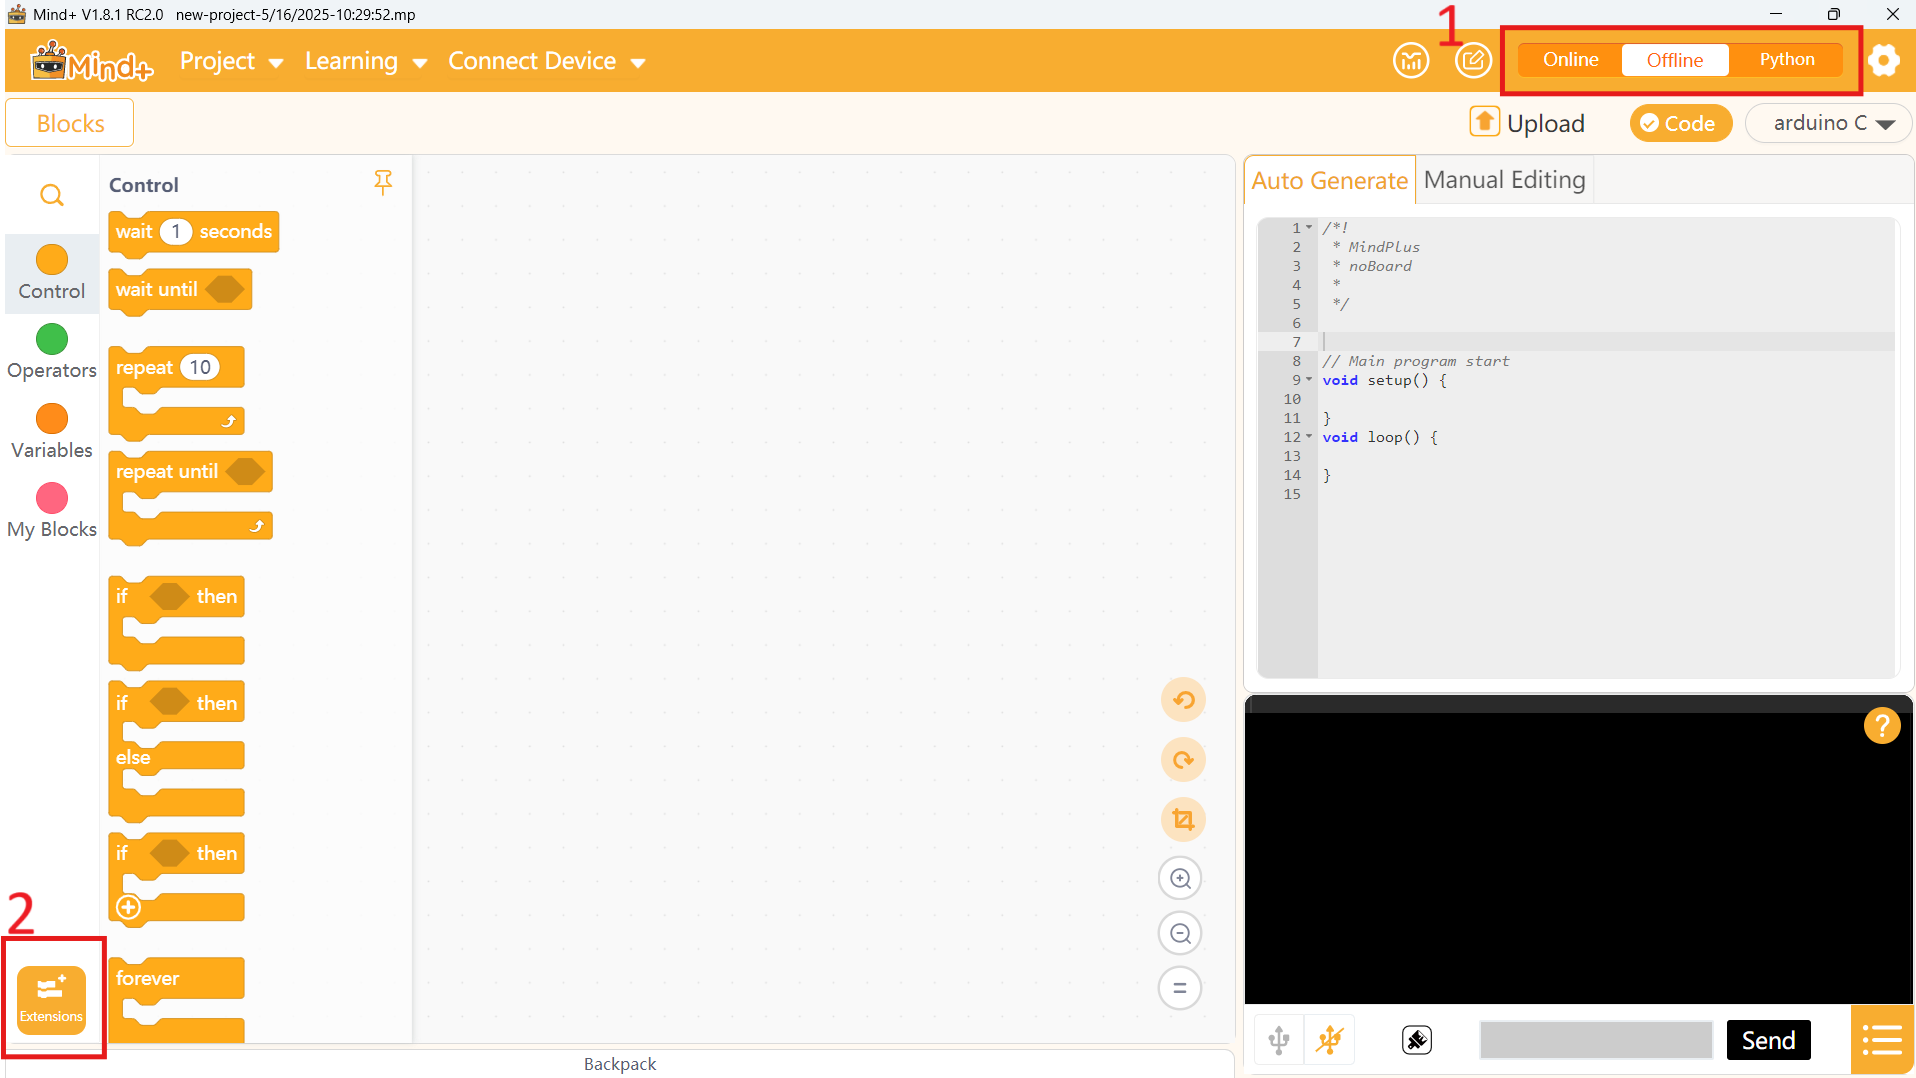 Mind+ V1.8.1 RC2.0 new-project-5/16/2025-10:29:52.mp
1
Mind+ Project Learning Connect Device Online Offline Python
Blocks Upload Code arduino C
Control
wait 1 seconds
wait until
repeat 10
repeat until
if then
if then
else
if then
forever
Control
Operators
Variables
My Blocks
2
Extensions
Auto Generate Manual Editing
1 /*!
2 * MindPlus
3 * noBoard
4 *
5 */
6
7
8 // Main program start
9 void setup() {
10
11 }
12 void loop() {
13
14 }
15
?
Send
Backpack